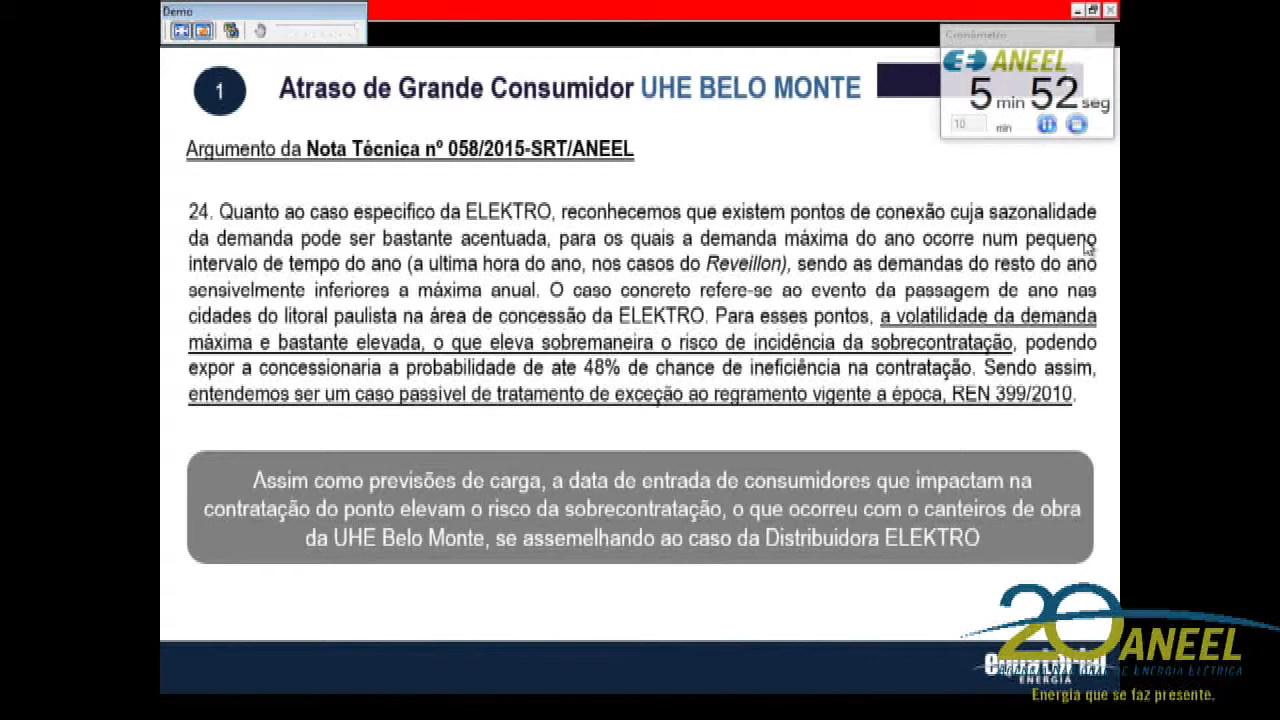 Demo
Cronômetro
ANEEL
5 min 52 seg
10 min
1
Atraso de Grande Consumidor UHE BELO MONTE
Argumento da Nota Técnica nº 058/2015-SRT/ANEEL
24. Quanto ao caso especifico da ELEKTRO, reconhecemos que existem pontos de conexão cuja sazonalidade
da demanda pode ser bastante acentuada, para os quais a demanda máxima do ano ocorre num pequeno
intervalo de tempo do ano (a ultima hora do ano, nos casos do Reveillon), sendo as demandas do resto do ano
sensivelmente inferiores a máxima anual. O caso concreto refere-se ao evento da passagem de ano nas
cidades do litoral paulista na área de concessão da ELEKTRO. Para esses pontos, a volatilidade da demanda
máxima e bastante elevada, o que eleva sobremaneira o risco de incidência da sobrecontratação, podendo
expor a concessionaria a probabilidade de ate 48% de chance de ineficiência na contratação. Sendo assim,
entendemos ser um caso passível de tratamento de exceção ao regramento vigente a época, REN 399/2010.
Assim como previsões de carga, a data de entrada de consumidores que impactam na
contratação do ponto elevam o risco da sobrecontratação, o que ocorreu com o canteiros de obra
da UHE Belo Monte, se assemelhando ao caso da Distribuidora ELEKTRO
equatorial
ENERGIA
20 ANEEL
AGÊNCIA NACIONAL DE ENERGIA ELÉTRICA
Energia que se faz presente.